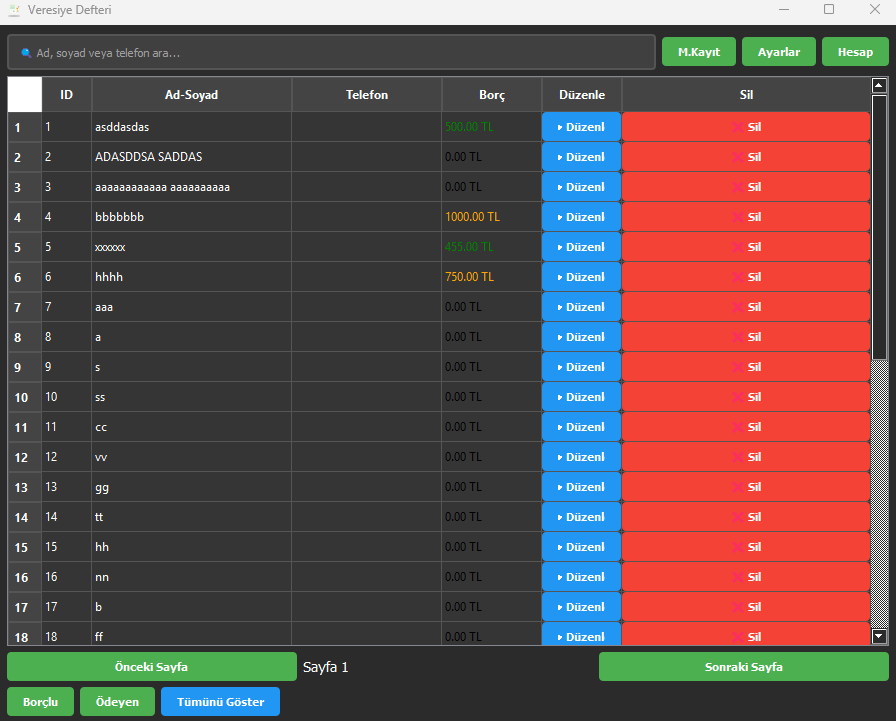 Veresiye Defteri
Ad, soyad veya telefon ara... M.Kayıt Ayarlar Hesap
ID Ad-Soyad Telefon Borç Düzenle Sil
1 1 asddasdas 500.00 TL Düzenl Sil
2 2 ADASDDSA SADDAS 0.00 TL Düzenl Sil
3 3 aaaaaaaaaaaa aaaaaaaaaa 0.00 TL Düzenl Sil
4 4 bbbbbbb 1000.00 TL Düzenl Sil
5 5 xxxxxx 455.00 TL Düzenl Sil
6 6 hhhh 750.00 TL Düzenl Sil
7 7 aaa 0.00 TL Düzenl Sil
8 8 a 0.00 TL Düzenl Sil
9 9 s 0.00 TL Düzenl Sil
10 10 ss 0.00 TL Düzenl Sil
11 11 cc 0.00 TL Düzenl Sil
12 12 vv 0.00 TL Düzenl Sil
13 13 gg 0.00 TL Düzenl Sil
14 14 tt 0.00 TL Düzenl Sil
15 15 hh 0.00 TL Düzenl Sil
16 16 nn 0.00 TL Düzenl Sil
17 17 b 0.00 TL Düzenl Sil
18 18 ff 0.00 TL Düzenl Sil
Önceki Sayfa Sayfa 1 Sonraki Sayfa
Borçlu Ödeyen Tümünü Göster